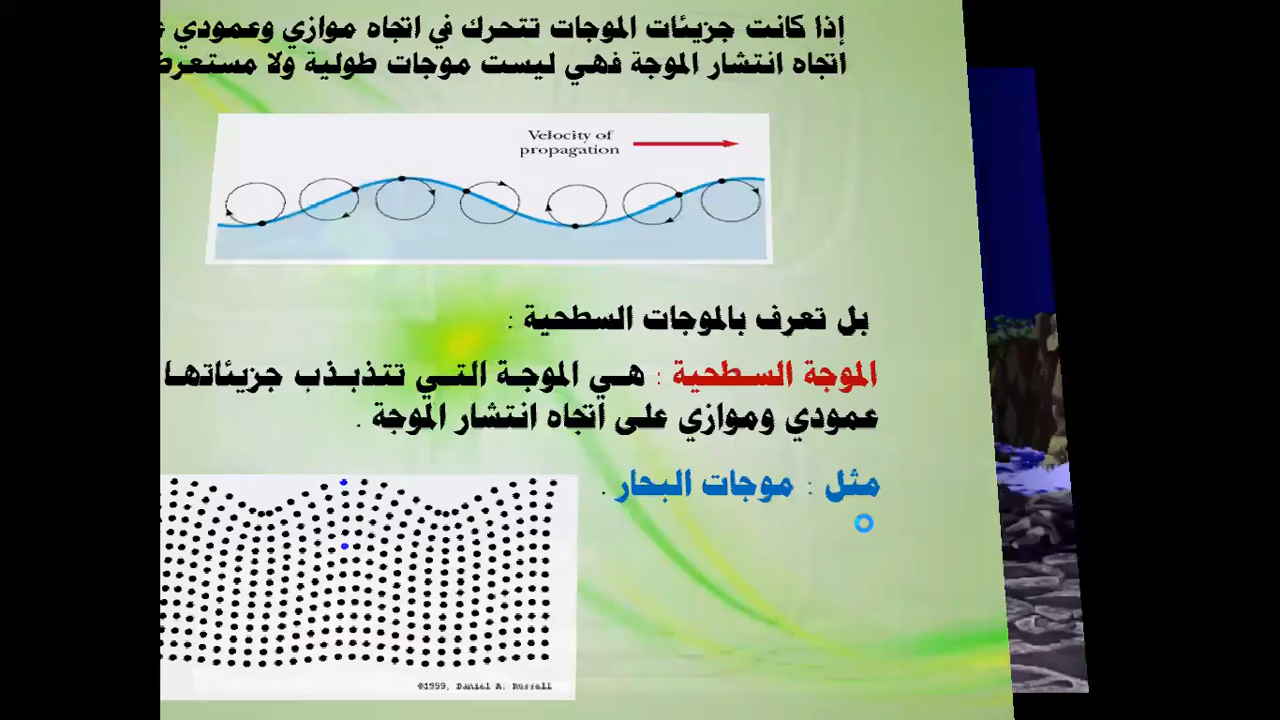 إذا كانت جزيئات الموجات تتحرك في اتجاه موازي وعمودي
اتجاه انتشار الموجة فهي ليست موجات طولية ولا
Velocity of
propagation
بل تعرف بالموجات السطحية :
الموجة السطحية : هي الموجة التي تتذبذب جزيئاتها
عمودي وموازي على اتجاه انتشار الموجة .
مثل : موجات البحار .
©1999, Daniel A. Russell